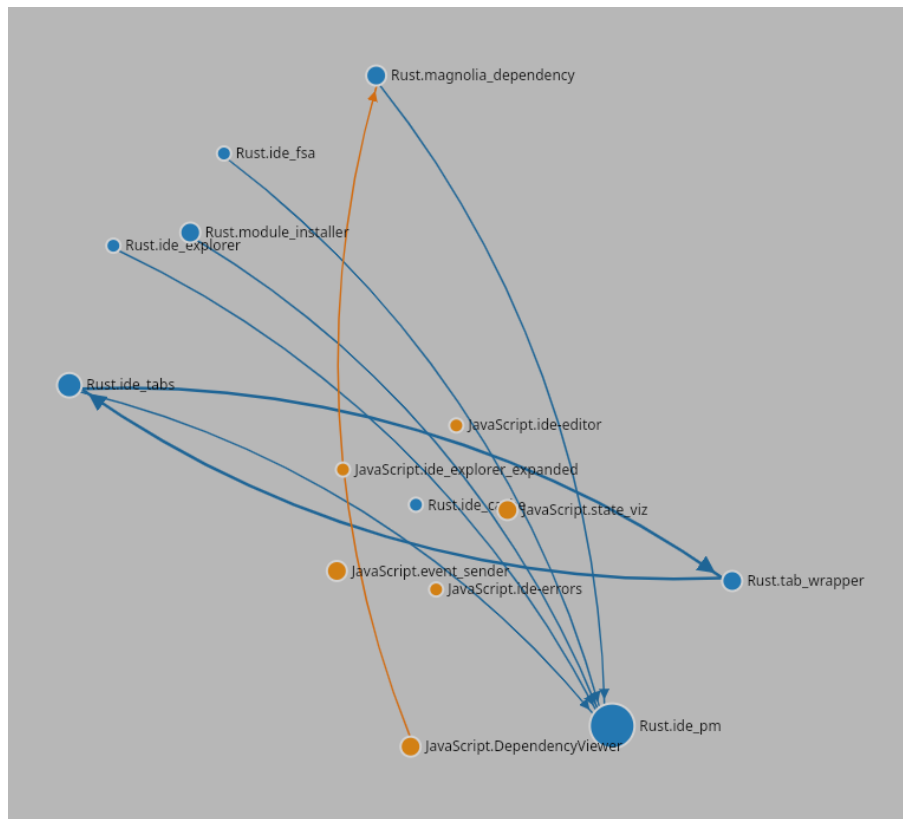 Rust.magnolia_dependency
Rust.ide_fsa
Rust.module_installer
Rust.ide_explorer
Rust.ide_tabs
JavaScript.ide-editor
JavaScript.ide_explorer_expanded
JavaScript.state_viz
JavaScript.event_sender
Rust.tab_wrapper
JavaScript.ide-errors
Rust.ide_pm
JavaScript.DependencyViewer